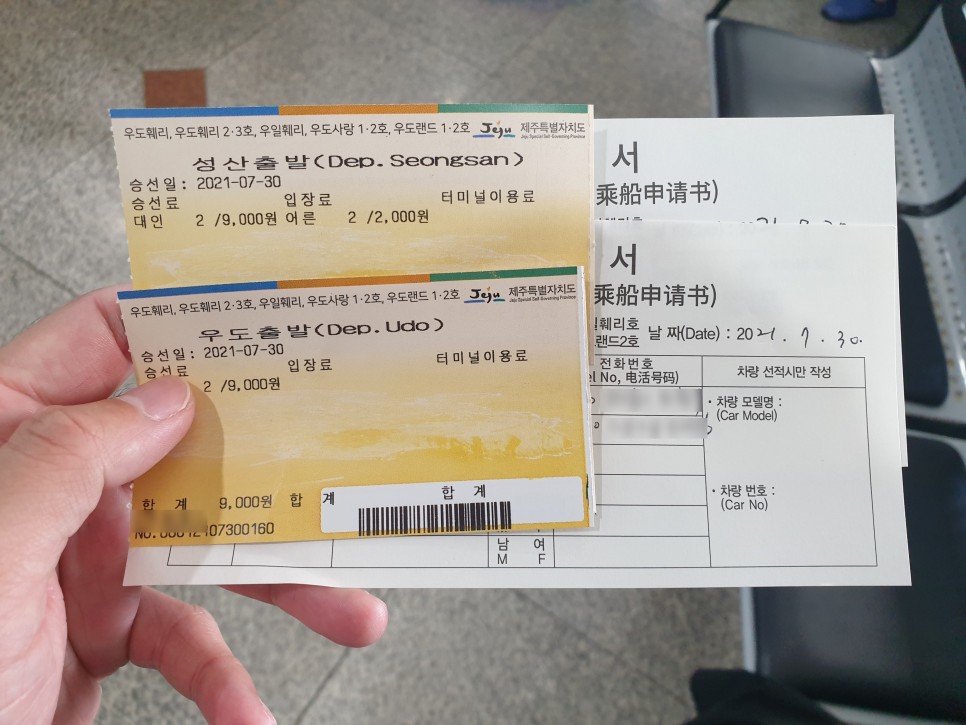 우도훼리, 우도훼리 2·3호, 우일훼리, 우도사랑 1·2호, 우도랜드 1·2호 Jeju 제주특별자치도
Jeju Special Self-Governing Province
성산출발(Dep.Seongsan)
승선일: 2021-07-30
승선료 입장료 터미널이용료
대인 2 /9,000원 어른 2 /2,000원
우도훼리, 우도훼리 2·3호, 우일훼리, 우도사랑 1·2호, 우도랜드 1·2호 Jeju 제주특별자치도
Jeju Special Self-Governing Province
우도출발(Dep.Udo)
승선일: 2021-07-30
승선료 입장료 터미널이용료
2 /9,000원
합 계 9,000원 합 계 합 계
서
乘船申请书)
서
乘船申请书)
날 짜(Date) : 2021. 7. 30.
랜드2호
전화번호
No, 电话号码)
차량 선적시만 작성
· 차량 모델명 :
(Car Model)
· 차량 번호 :
(Car No)
남 여
M F